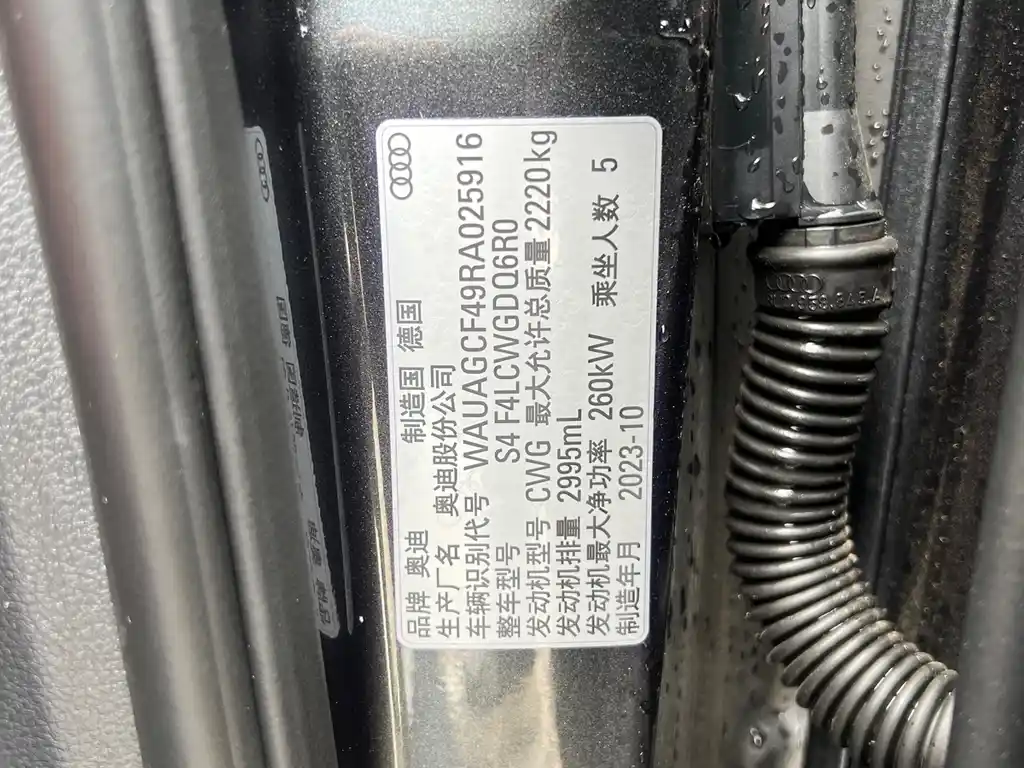 品牌 奥迪 制造国 德国
生产厂名 奥迪股份公司
车辆识别代号 WAUAGCF49RA025916
整车型号 S4 F4LCWGDQ6R0
发动机型号 CWG 最大允许总质量 2220kg
发动机排量 2995mL
发动机最大净功率 260kW 乘坐人数 5
制造年月 2023-10